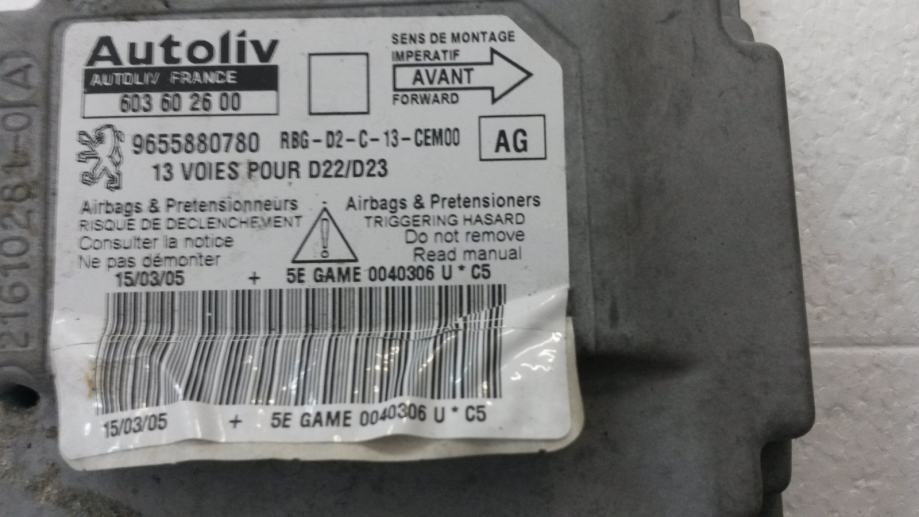 Autoliv
AUTOLIV FRANCE
603 60 26 00
SENS DE MONTAGE
IMPERATIF
AVANT
FORWARD
9655880780 RBG-D2-C-13-CEM00
AG
13 VOIES POUR D22/D23
Airbags & Pretensionneurs
RISQUE DE DECLENCHEMENT
Consulter la notice
Ne pas démonter
Airbags & Pretensioners
TRIGGERING HASARD
Do not remove
Read manual
15/03/05 + 5E GAME 0040306 U * C5
15/03/05 + 5E GAME 0040306 U * C5